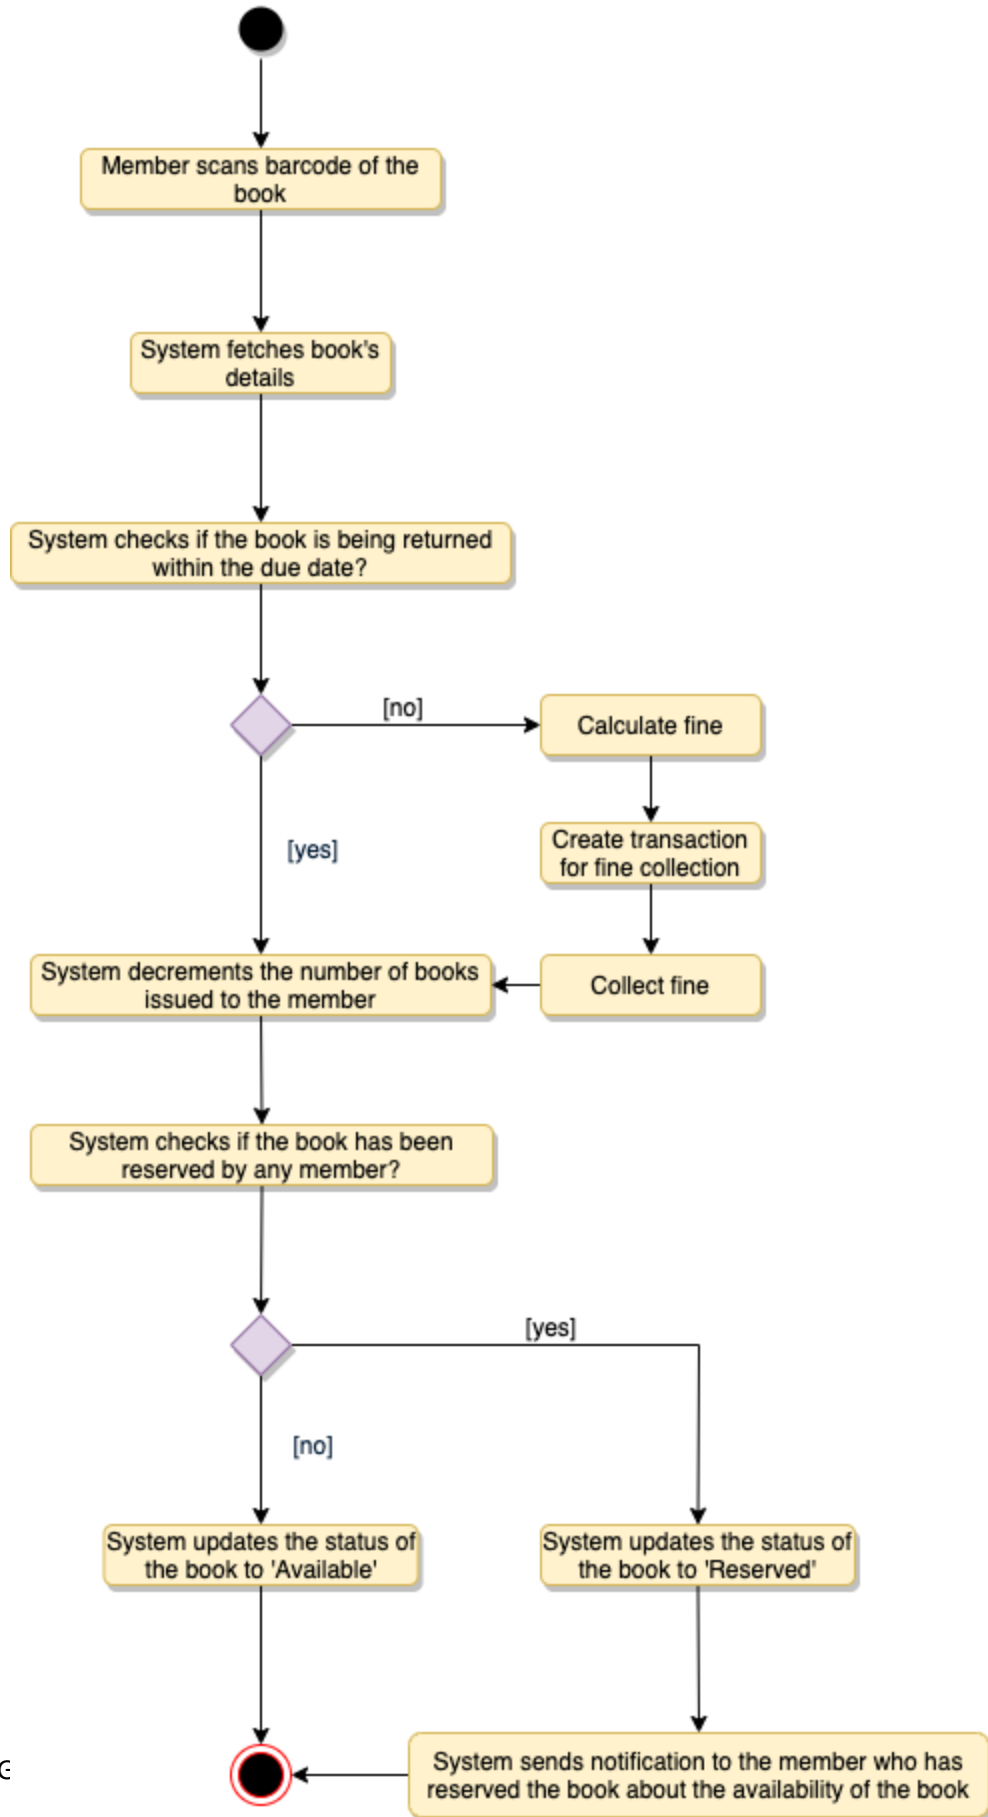 Member scans barcode of the
book
System fetches book's
details
System checks if the book is being returned
within the due date?
[no]
Calculate fine
[yes]
Create transaction
for fine collection
System decrements the number of books
issued to the member
Collect fine
System checks if the book has been
reserved by any member?
[yes]
[no]
System updates the status of
the book to 'Available'
System updates the status of
the book to 'Reserved'
System sends notification to the member who has
reserved the book about the availability of the book